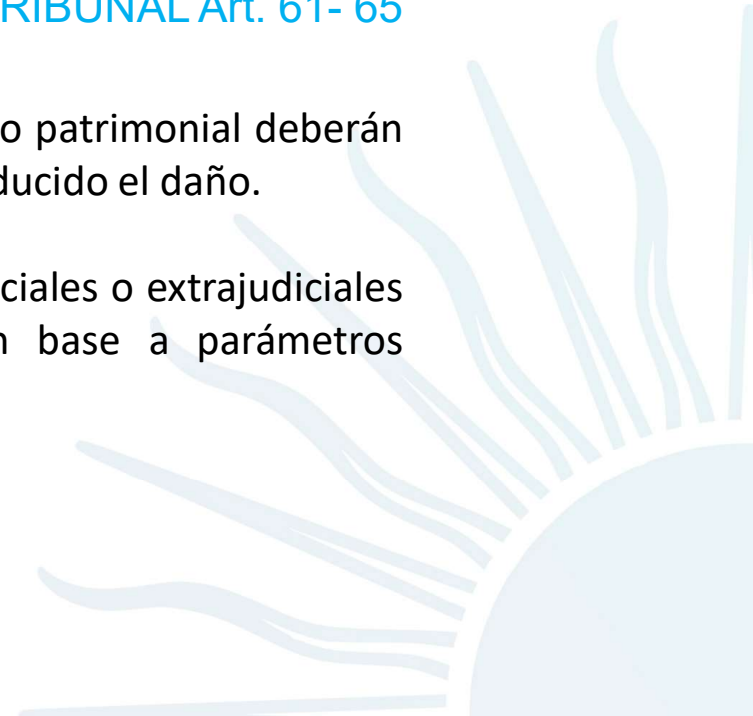 RIBUNAL Art. 61- 65
o patrimonial deberán
ducido el daño.
ciales o extrajudiciales
base a parámetros